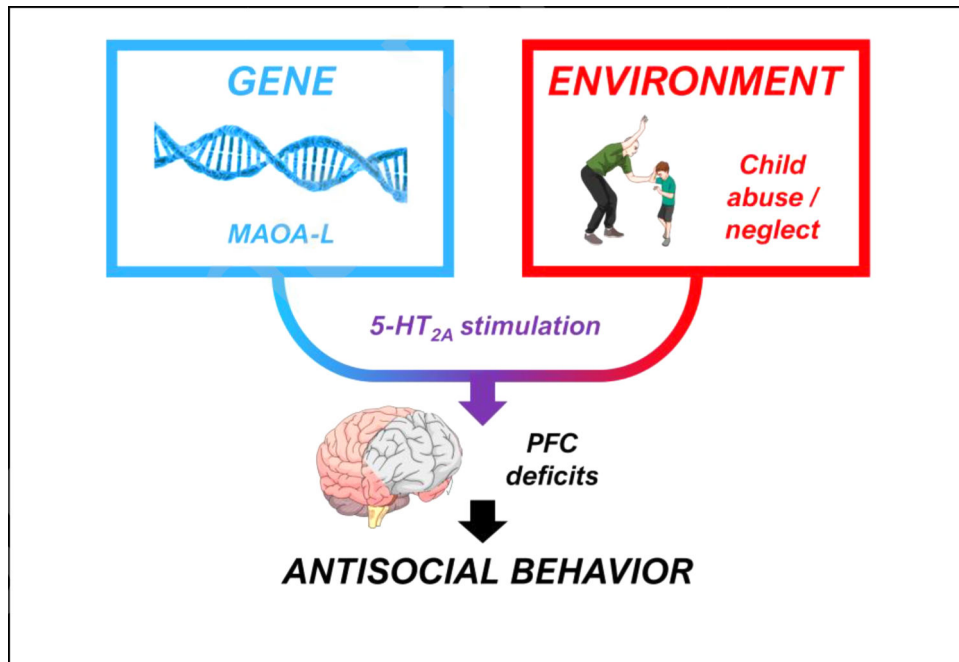 GENE
MAOA-L
ENVIRONMENT
Child
abuse /
neglect
5-HT2A stimulation
PFC
deficits
ANTISOCIAL BEHAVIOR